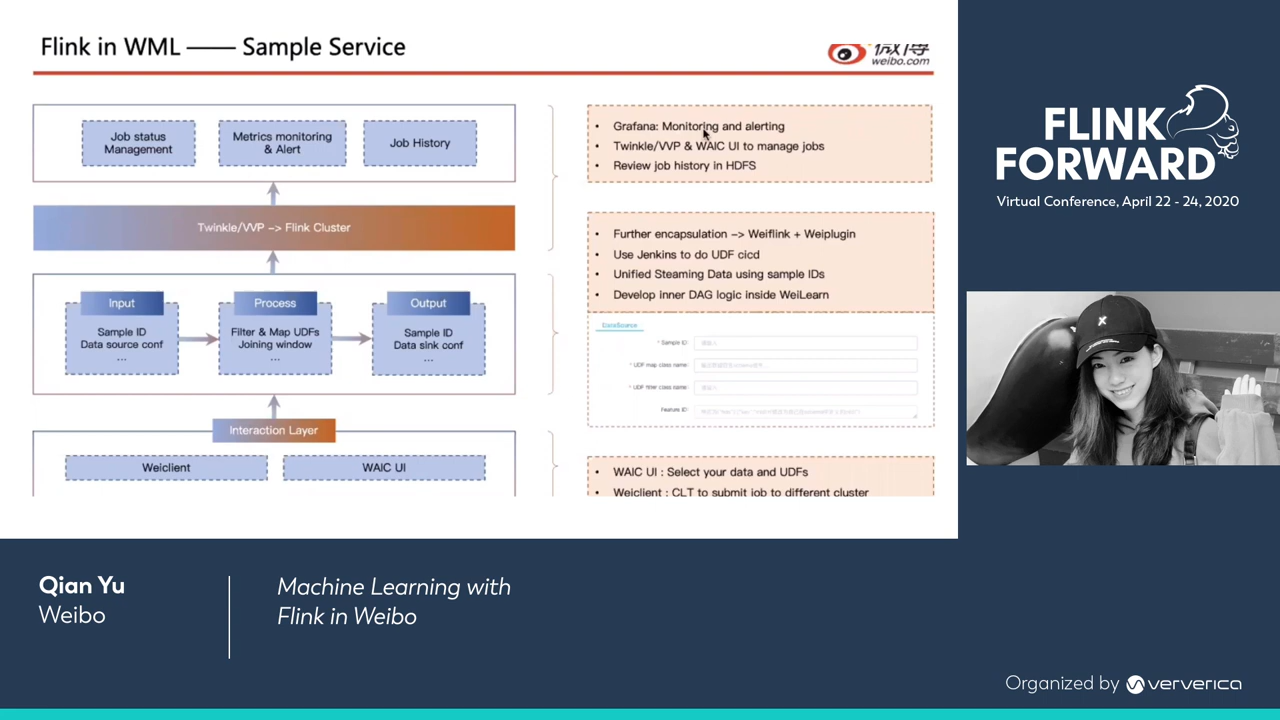 Flink in WML —— Sample Service
微博
weibo.com
Job status
Management
Metrics monitoring
& Alert
Job History
Twinkle/VVP -> Flink Cluster
Input
Sample ID
Data source conf
...
Process
Filter & Map UDFs
Joining window
...
Output
Sample ID
Data sink conf
...
Interaction Layer
Weiclient
WAIC UI
• Grafana: Monitoring and alerting
• Twinkle/VVP & WAIC UI to manage jobs
• Review job history in HDFS
• Further encapsulation -> Weiflink + Weiplugin
• Use Jenkins to do UDF cicd
• Unified Steaming Data using sample IDs
• Develop inner DAG logic inside WeiLearn
DataSource
* Sample ID:
* UDF map class name:
* UDF filter class name:
Feature ID:
• WAIC UI : Select your data and UDFs
• Weiclient : CLT to submit job to different cluster
FLINK
FORWARD
Virtual Conference, April 22 - 24, 2020
Qian Yu
Weibo
Machine Learning with
Flink in Weibo
Organized by ververica